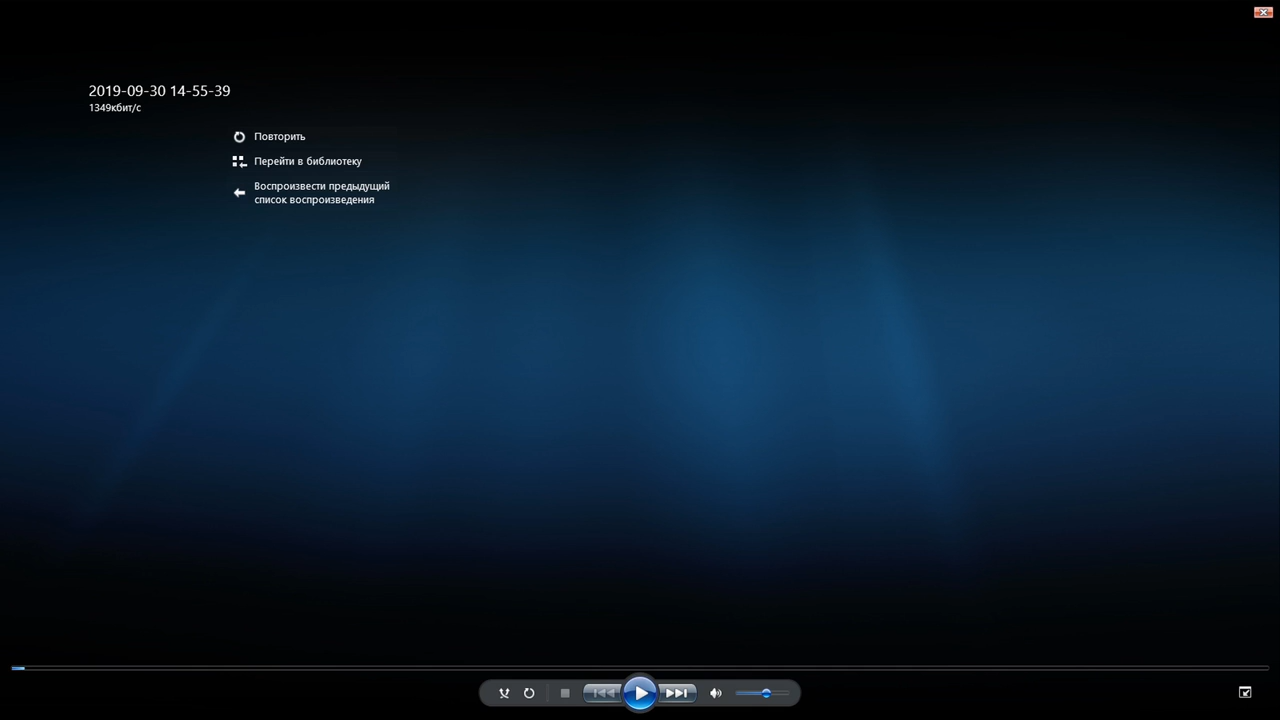 2019-09-30 14-55-39
1349кбит/с
Повторить
Перейти в библиотеку
Воспроизвести предыдущий
список воспроизведения